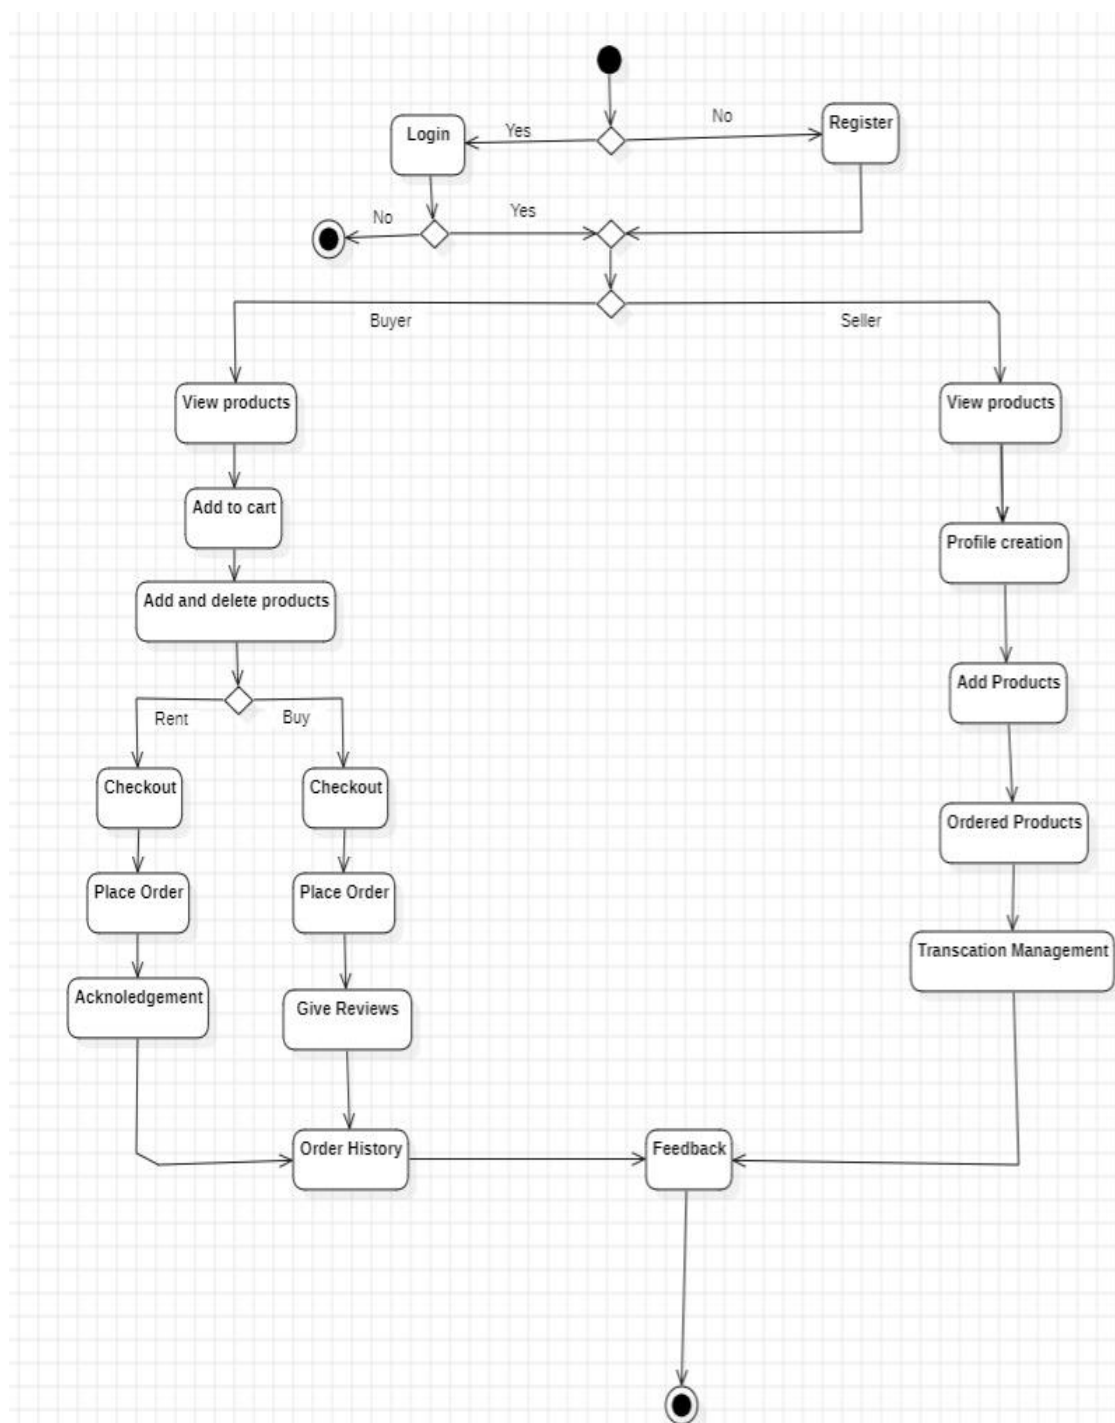 No
Register
Login
Yes
No
Yes
Buyer
Seller
View products
View products
Add to cart
Profile creation
Add and delete products
Add Products
Rent
Buy
Checkout
Checkout
Ordered Products
Place Order
Place Order
Transcation Management
Acknoledgement
Give Reviews
Order History
Feedback